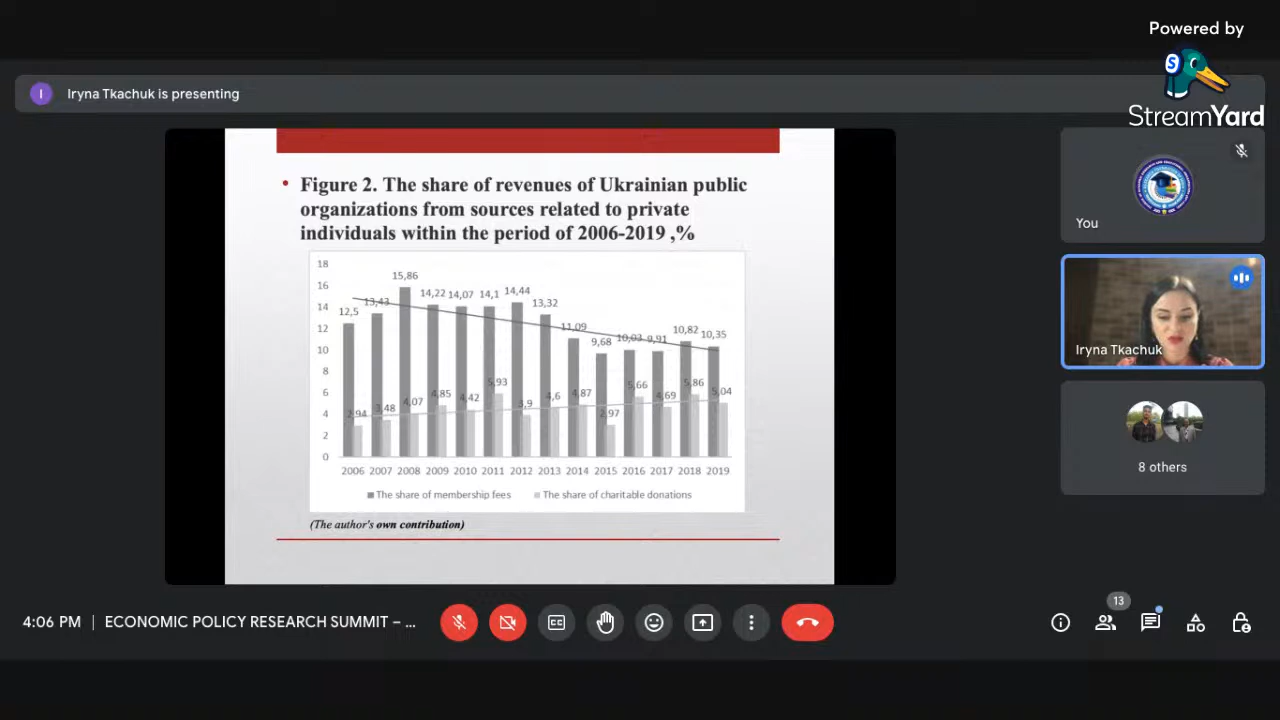 Powered by
StreamYard
I
Iryna Tkachuk is presenting
• Figure 2. The share of revenues of Ukrainian public
organizations from sources related to private
individuals within the period of 2006-2019 ,%
18
16
14
12
10
8
6
4
2
0
12,5
13,43
15,86
14,22
14,07
14,1
14,44
13,32
11,09
9,68
10,03
9,91
10,82
10,35
2,94
3,48
4,07
4,85
4,42
5,93
3,9
4,6
4,87
2,97
5,66
4,69
5,86
5,04
2006 2007 2008 2009 2010 2011 2012 2013 2014 2015 2016 2017 2018 2019
The share of membership fees The share of charitable donations
(The author's own contribution)
You
Iryna Tkachuk
8 others
4:06 PM | ECONOMIC POLICY RESEARCH SUMMIT – ...
CC
13